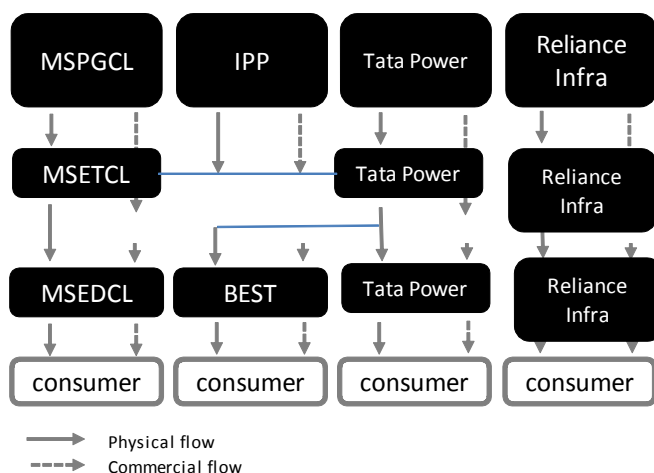 MSPGCL
IPP
Tata Power
Reliance
Infra
MSETCL
Tata Power
Reliance
Infra
MSEDCL
BEST
Tata Power
Reliance
Infra
consumer
consumer
consumer
consumer
Physical flow
Commercial flow